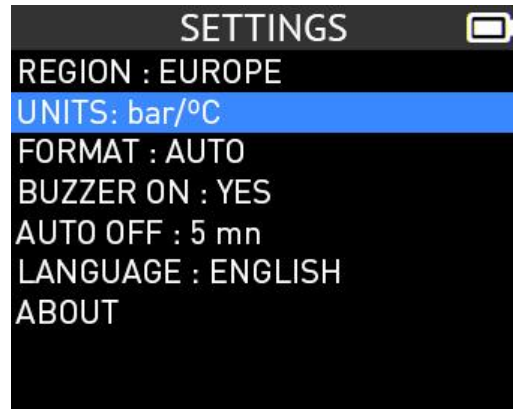 SETTINGS
REGION : EUROPE
UNITS: bar/ºC
FORMAT : AUTO
BUZZER ON : YES
AUTO OFF : 5 mn
LANGUAGE : ENGLISH
ABOUT